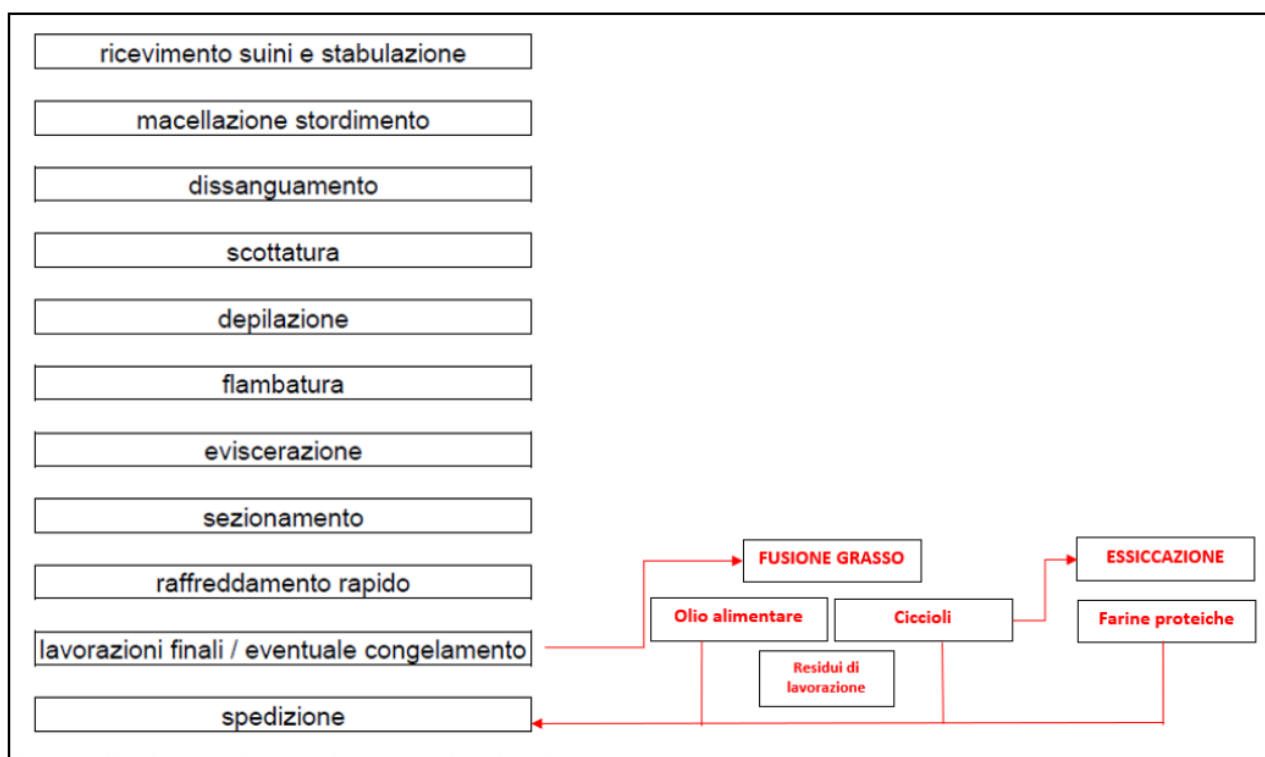 ricevimento suini e stabulazione
macellazione stordimento
dissanguamento
scottatura
depilazione
flambatura
eviscerazione
sezionamento
raffreddamento rapido
lavorazioni finali / eventuale congelamento
spedizione
FUSIONE GRASSO
Olio alimentare
Ciccioli
Residui di
lavorazione
ESSICCAZIONE
Farine proteiche